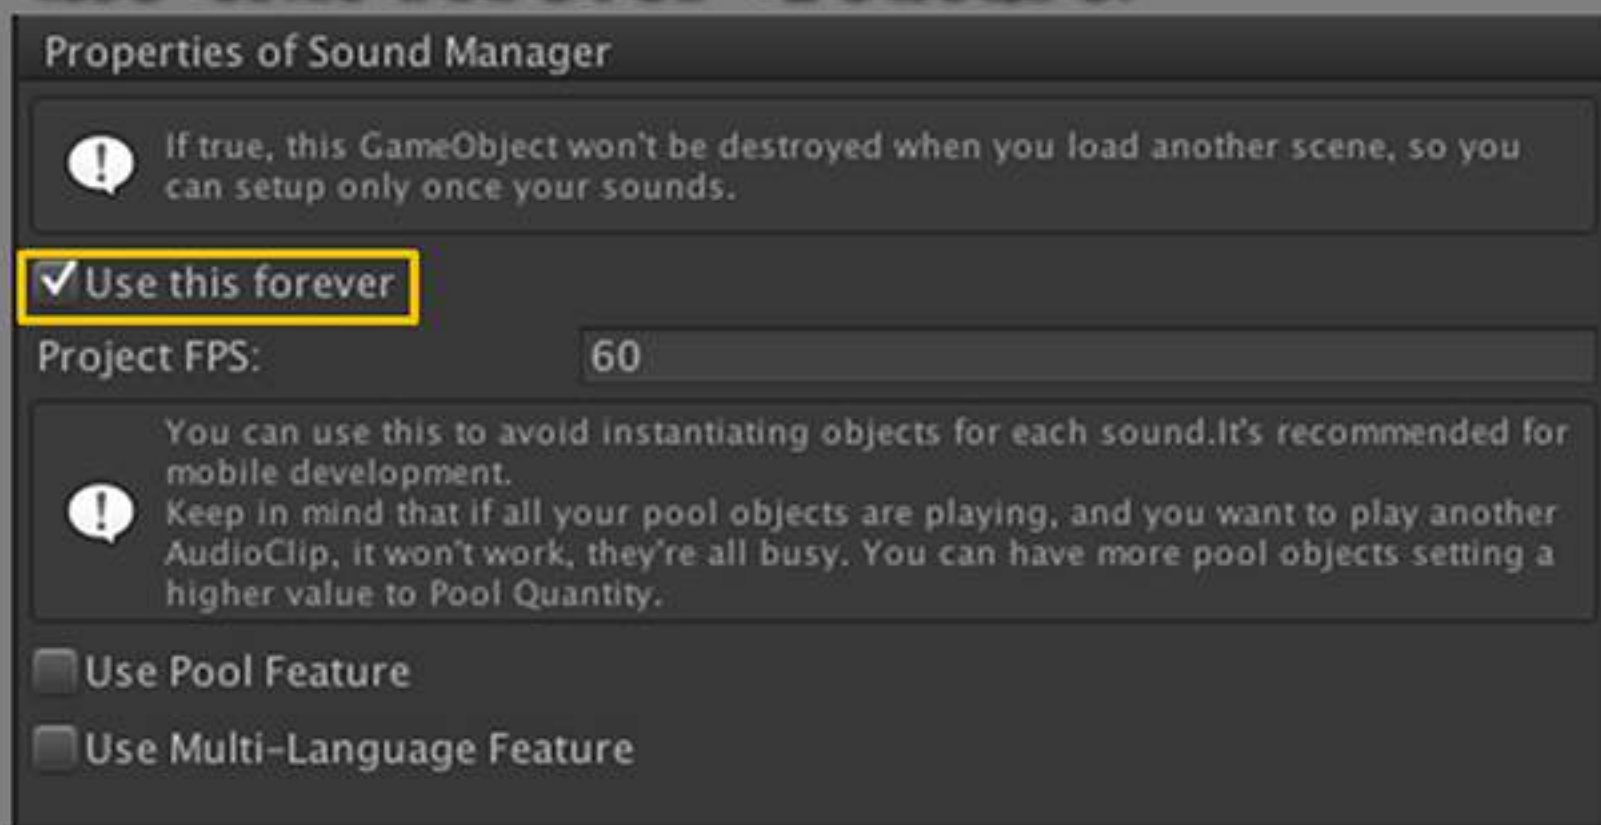 Properties of Sound Manager
If true, this GameObject won't be destroyed when you load another scene, so you
can setup only once your sounds.
Use this forever
Project FPS: 60
You can use this to avoid instantiating objects for each sound.It's recommended for
mobile development.
Keep in mind that if all your pool objects are playing, and you want to play another
AudioClip, it won't work, they're all busy. You can have more pool objects setting a
higher value to Pool Quantity.
Use Pool Feature
Use Multi-Language Feature